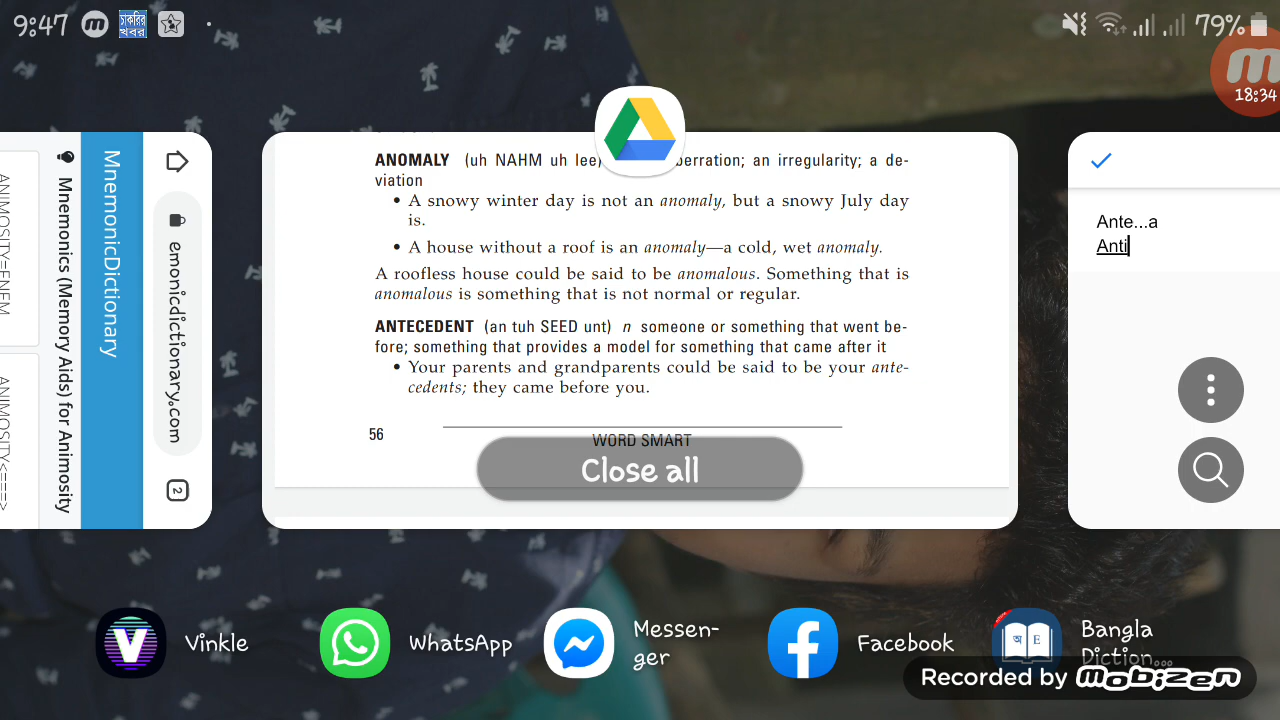 9:47
চাকরির
খবর
79%
18:34
MnemonicDictionary
Mnemonics (Memory Aids) for Animosity
emonicdictionary.com
2
ANIMOSITY=ENEM
ANIMOSITY<===>
ANOMALY (uh NAHM uh lee) berration; an irregularity; a de-
viation
• A snowy winter day is not an anomaly, but a snowy July day
is.
• A house without a roof is an anomaly—a cold, wet anomaly.
A roofless house could be said to be anomalous. Something that is
anomalous is something that is not normal or regular.
ANTECEDENT (an tuh SEED unt) n someone or something that went be-
fore; something that provides a model for something that came after it
• Your parents and grandparents could be said to be your ante-
cedents; they came before you.
56
WORD SMART
Close all
Ante...a
Anti
Vinkle
WhatsApp
Messen-
ger
Facebook
অ E
Bangla
Diction...
Recorded by mobizen